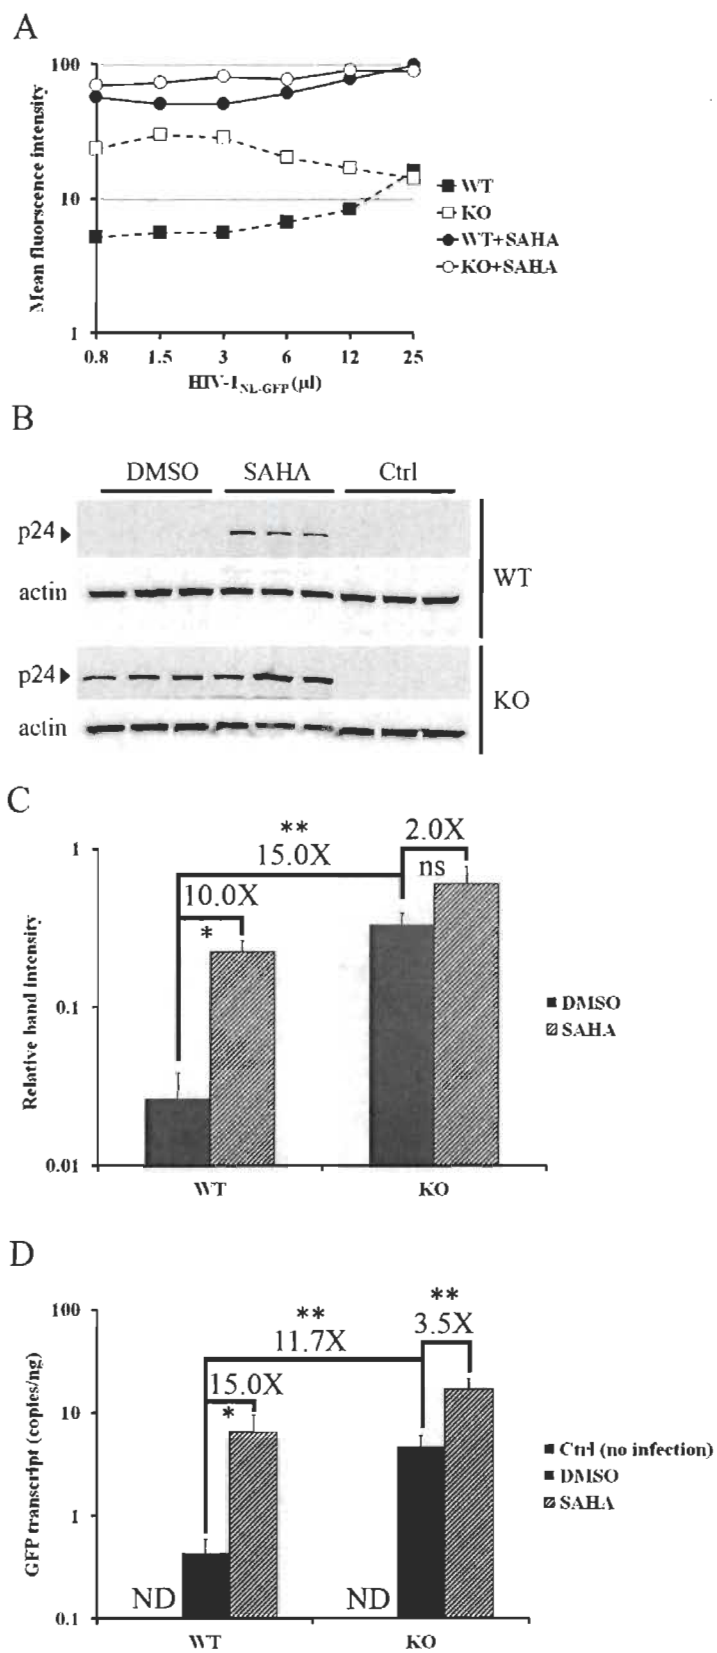 A
100
10
1
Mean fluorscence intensity
0.8 1.5 3 6 12 25
HIV-1NL-GFP (µl)
WT
KO
WT+SAHA
KO+SAHA
B
DMSO SAHA Ctrl
p24
actin
WT
p24
actin
KO
C
** 2.0X
15.0X ns
10.0X
*
1
0.1
0.01
Relative band intensity
DMSO
SAHA
WT KO
D
** **
11.7X 3.5X
15.0X
*
100
10
1
0.1
GFP transcript (copies/ng)
ND ND
Ctrl (no infection)
DMSO
SAHA
WT KO